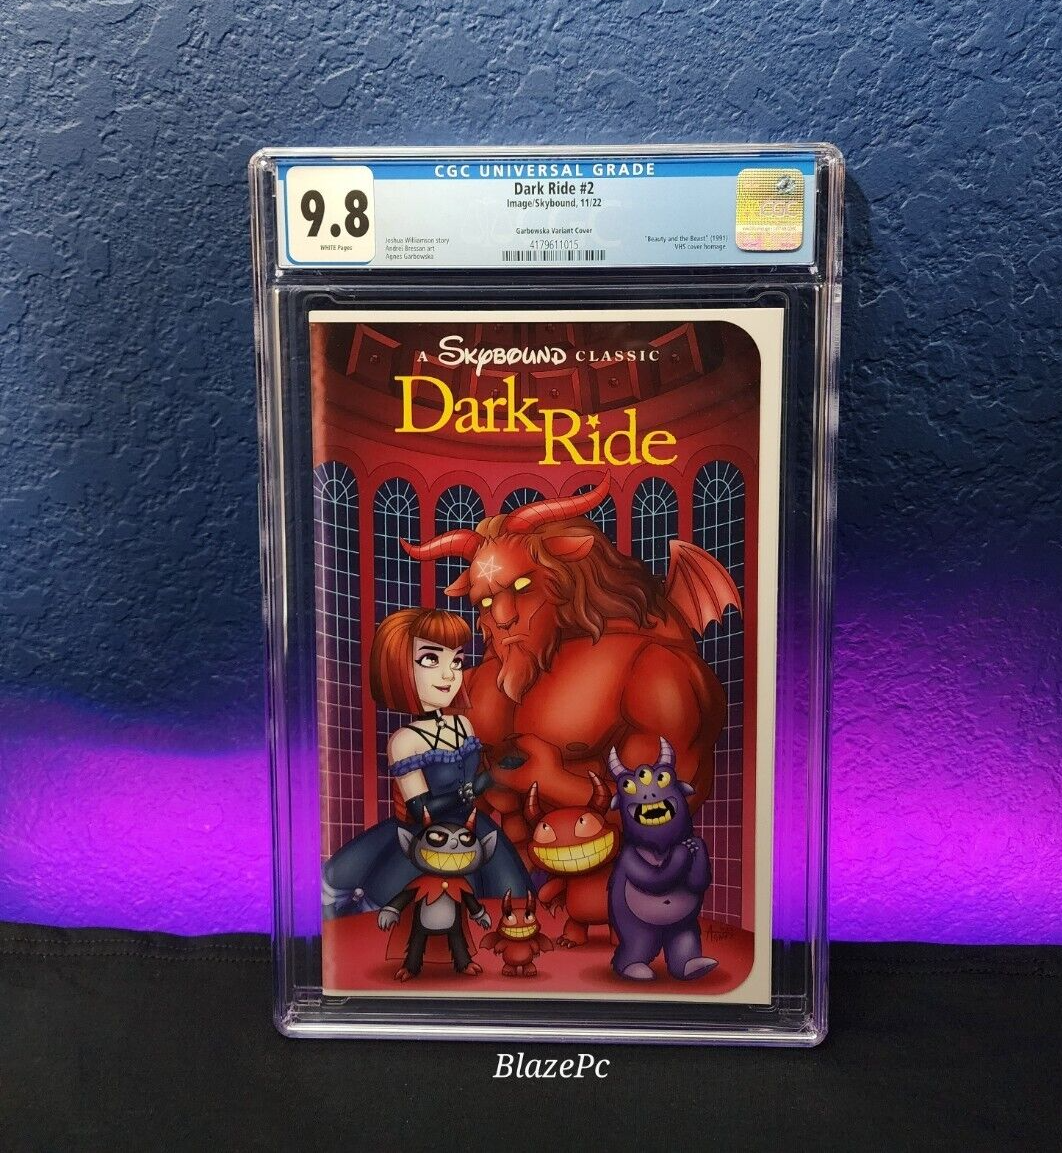 CGC UNIVERSAL GRADE
9.8
WHITE Pages
Dark Ride #2
Image/Skybound, 11/22
Garbowska Variant Cover
4179611015
Joshua Williamson story
Andrei Bressan art
Agnes Garbowska
"Beauty and the Beast" (1991)
VHS cover homage.
CGC
A SKYBOUND CLASSIC
Dark
Ride
BlazePc